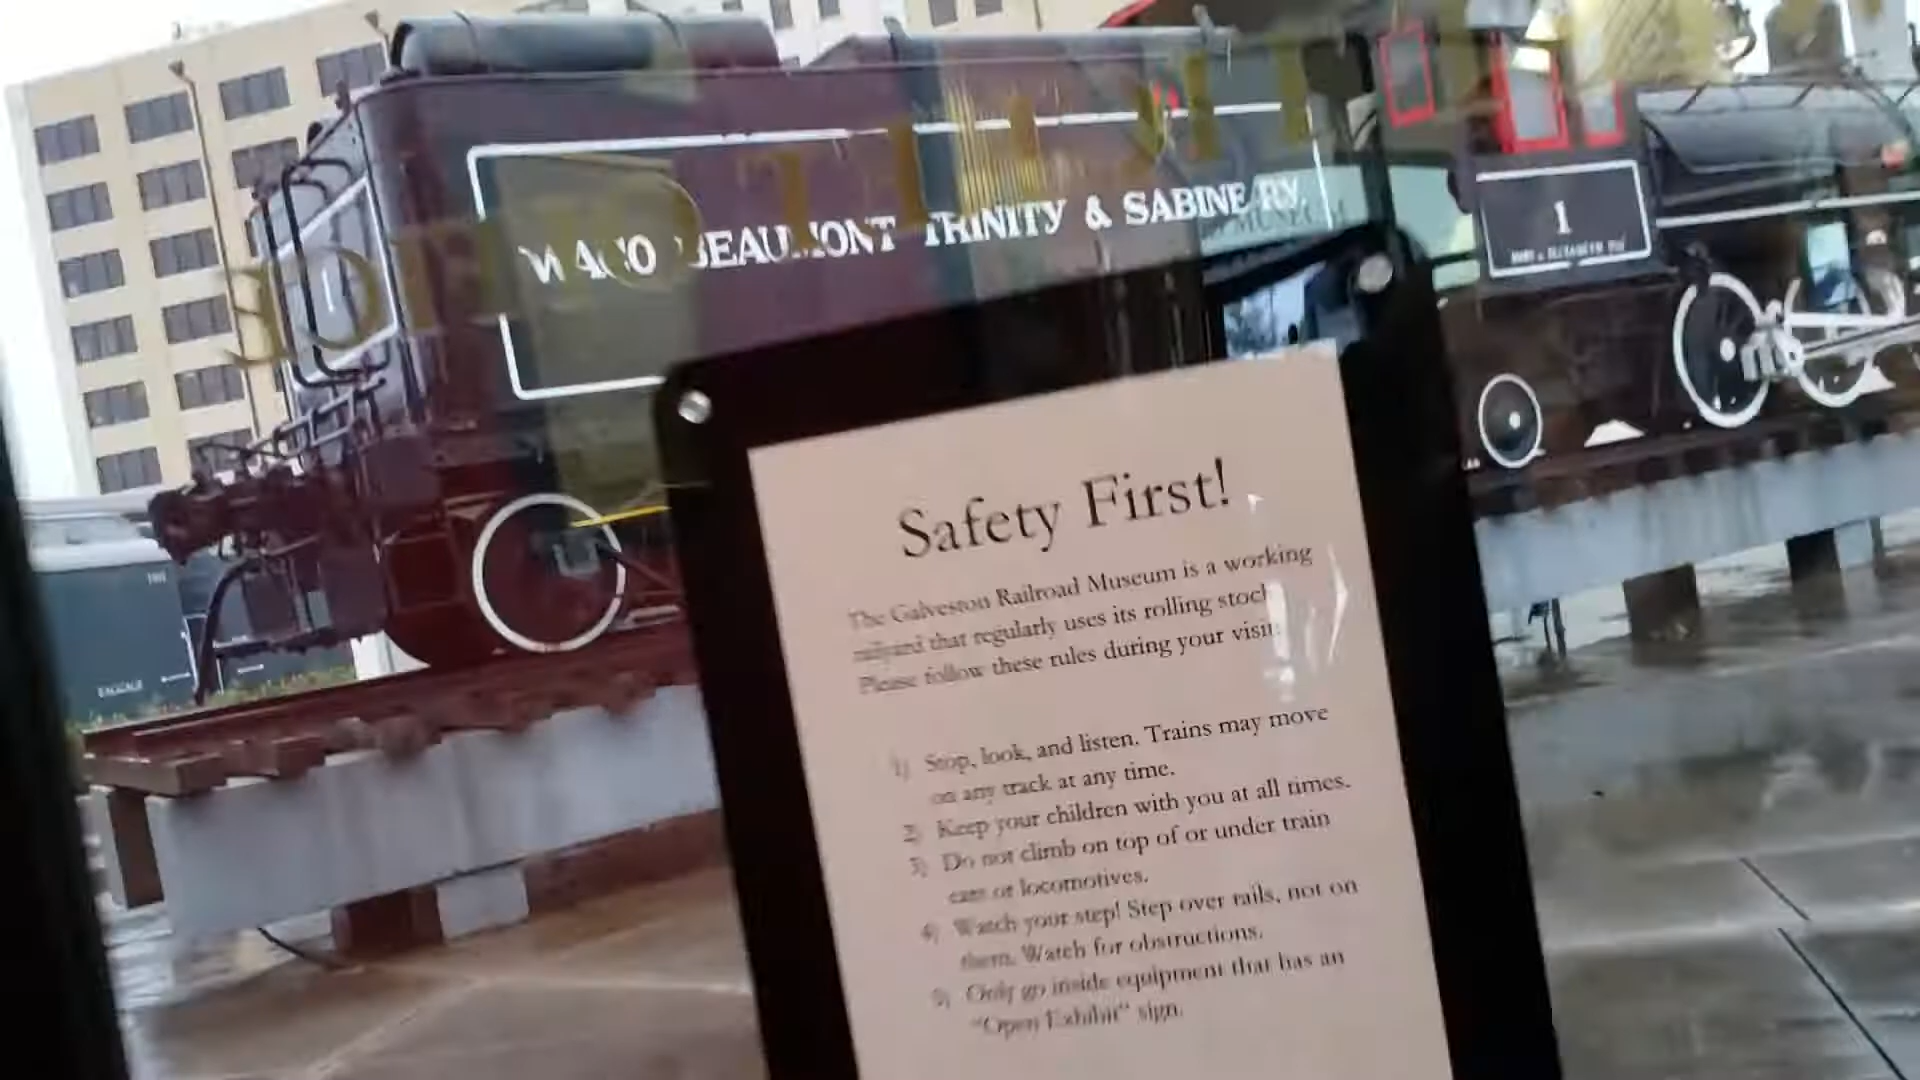 WACO BEAUMONT TRINITY & SABINE RY.
MUSEUM
1
BAGGAGE
Safety First!
The Galveston Railroad Museum is a working
railyard that regularly uses its rolling stock
Please follow these rules during your visit.
1) Stop, look, and listen. Trains may move
on any track at any time.
2) Keep your children with you at all times.
3) Do not climb on top of or under train
cars or locomotives.
4) Watch your step! Step over rails, not on
them. Watch for obstructions.
5) Only go inside equipment that has an
"Open Exhibit" sign.